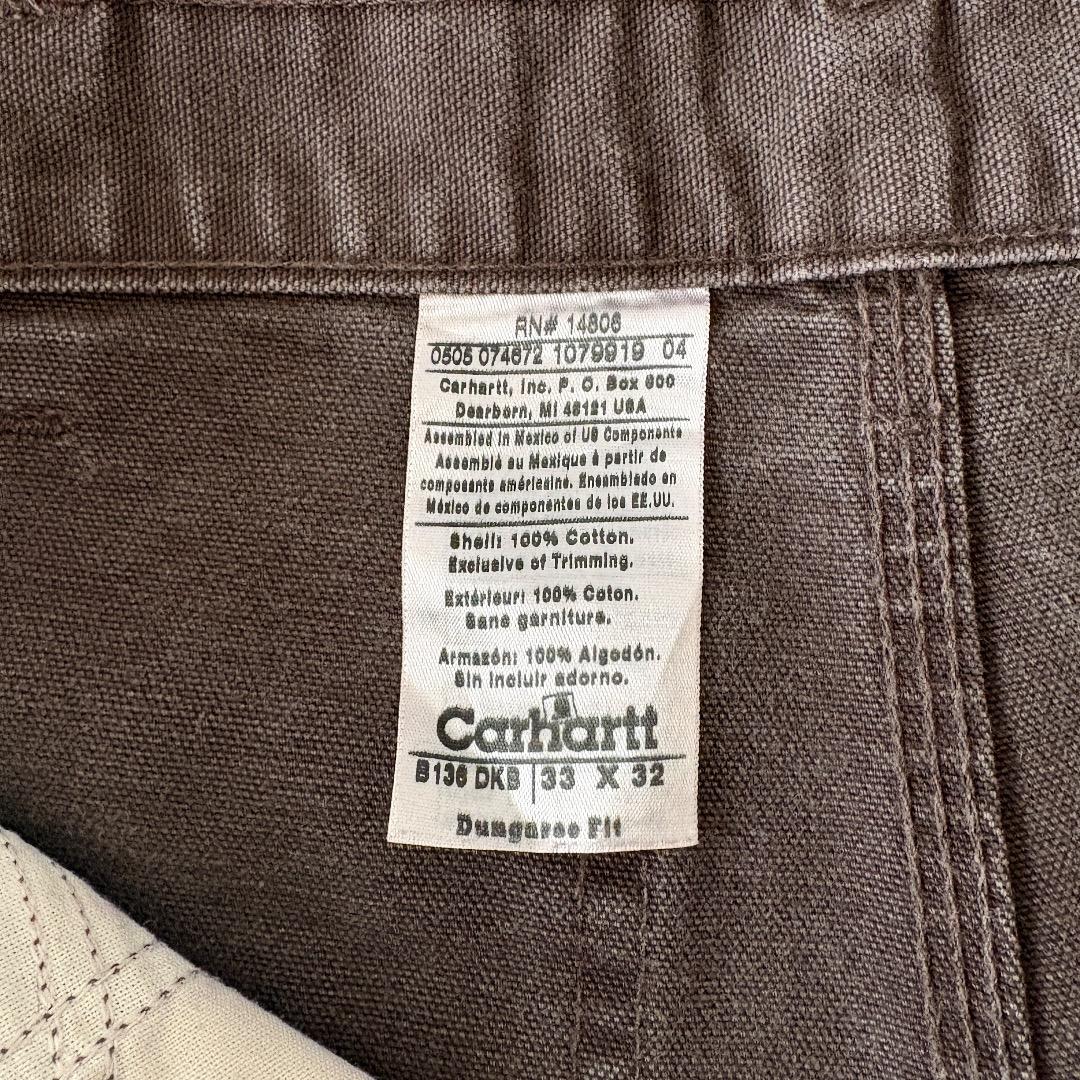 RN# 14806
0505 074672 1079919 04
Carhartt, Inc. P. O. Box 600
Dearborn, MI 48121 USA
Assembled in Mexico of US Components
Assemblé au Mexique à partir de
composants américains. Ensamblado en
México de componentes de los EE.UU.
Shell: 100% Cotton.
Exclusive of Trimming.
Extérieur: 100% Coton.
Sans garniture.
Armazón: 100% Algodón.
Sin incluir adorno.
Carhartt
B136 DKB 33 X 32
Dungaree Fit